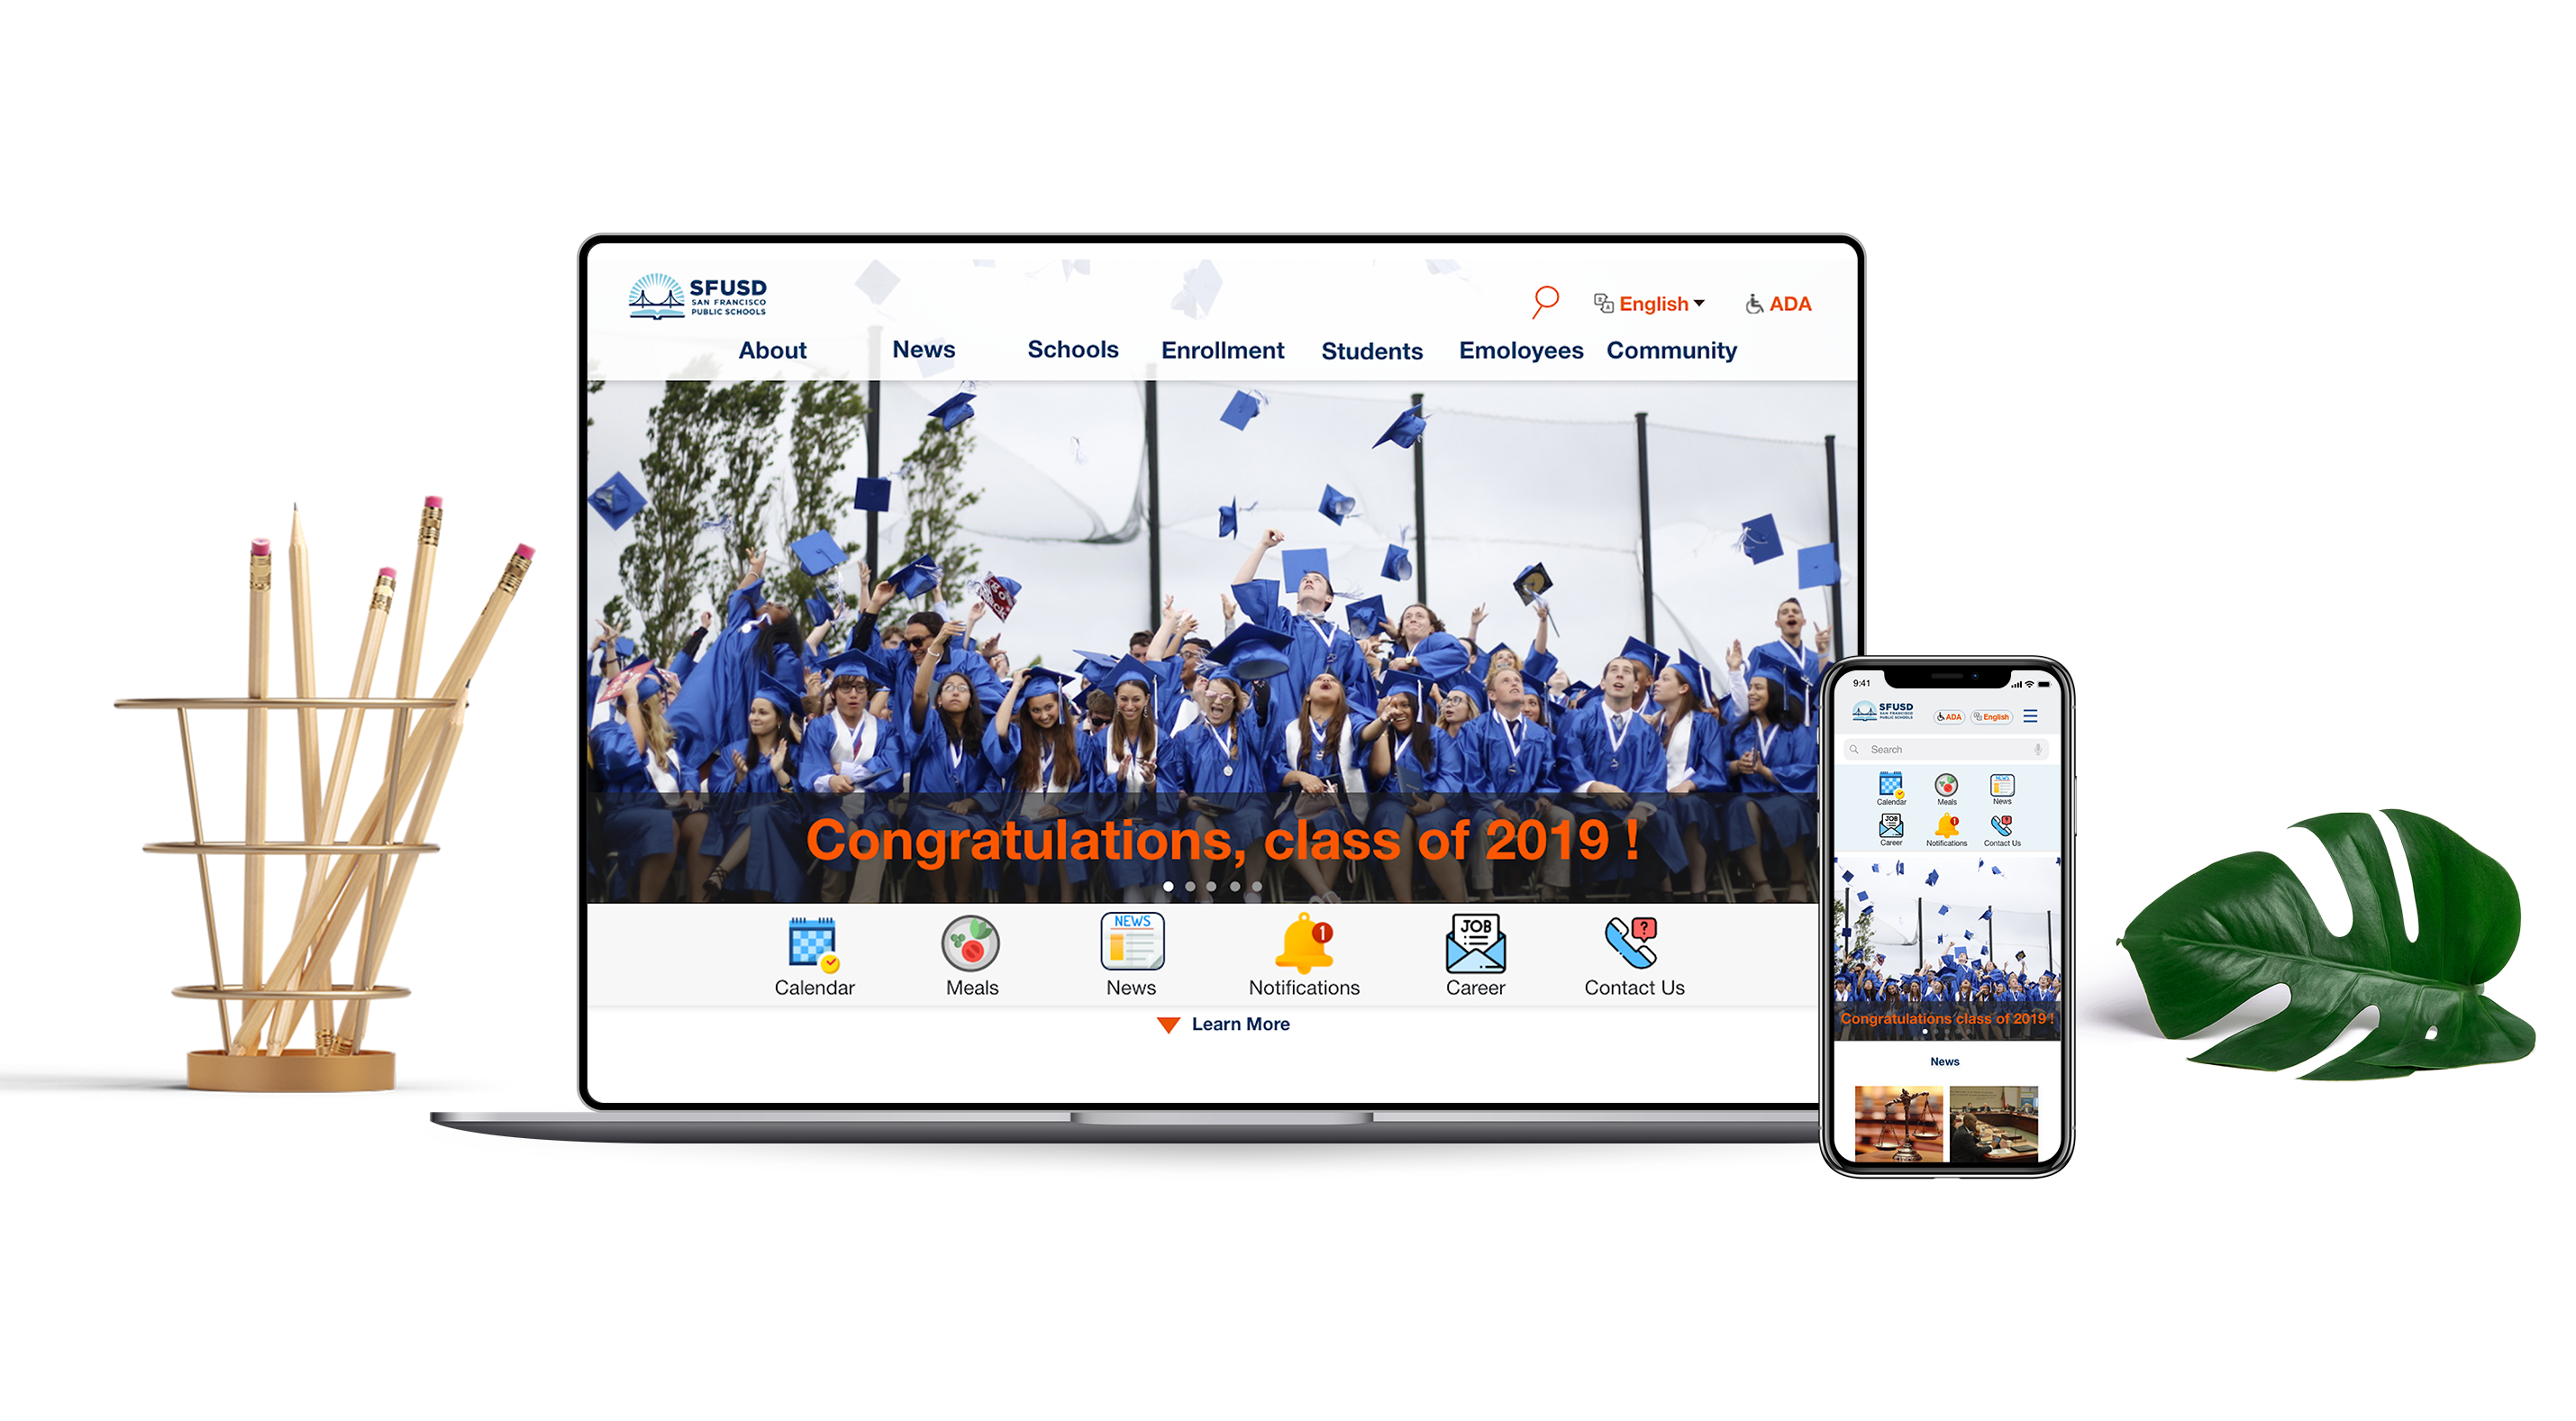 SFUSD
SAN FRANCISCO
PUBLIC SCHOOLS
English
ADA
About News Schools Enrollment Students Emoloyees Community
Congratulations, class of 2019 !
NEWS
1
JOB
?
Calendar Meals News Notifications Career Contact Us
Learn More
9:41
SFUSD
SAN FRANCISCO
PUBLIC SCHOOLS
ADA
English
Search
NEWS
Calendar Meals News
JOB
1
?
Career Notifications Contact Us
Congratulations class of 2019 !
News